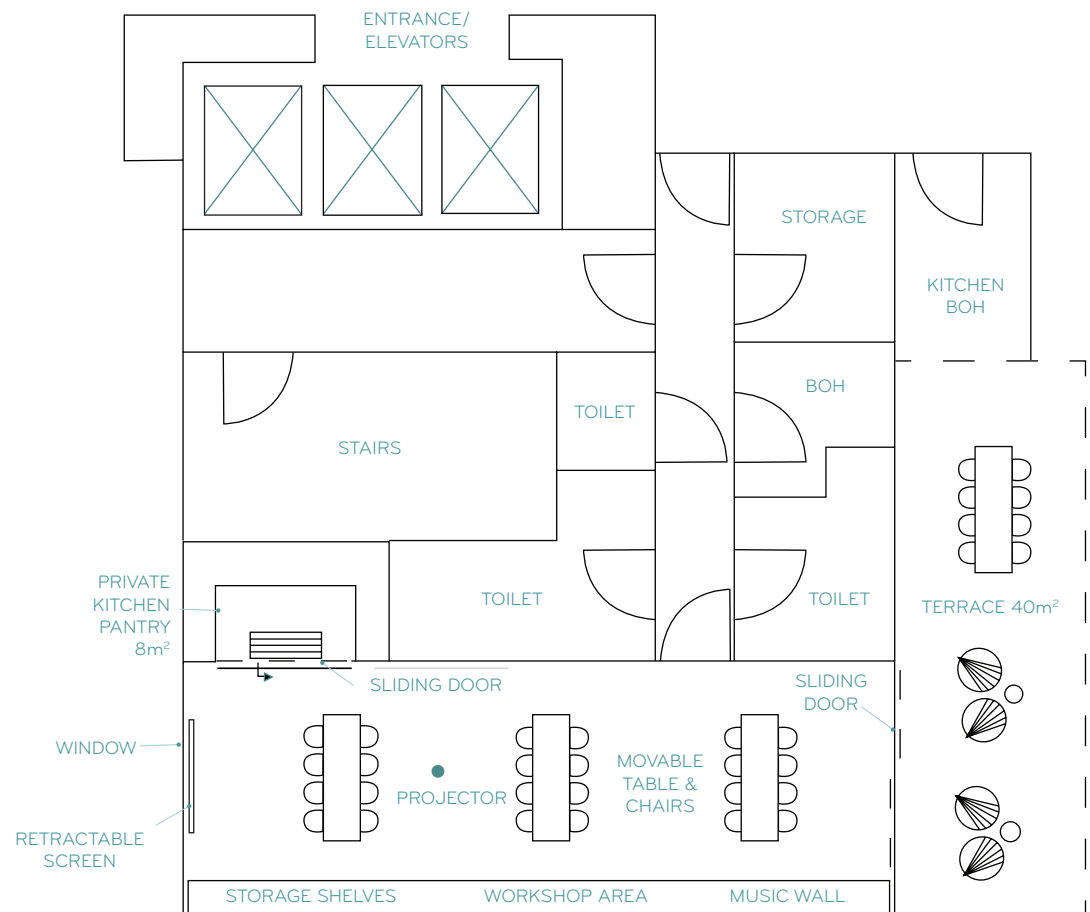 ENTRANCE/
ELEVATORS
STORAGE
KITCHEN
BOH
BOH
TOILET
STAIRS
PRIVATE
KITCHEN
PANTRY
8m²
TOILET
TOILET
TERRACE 40m²
SLIDING DOOR
SLIDING
DOOR
WINDOW
MOVABLE
TABLE &
CHAIRS
PROJECTOR
RETRACTABLE
SCREEN
STORAGE SHELVES
WORKSHOP AREA
MUSIC WALL